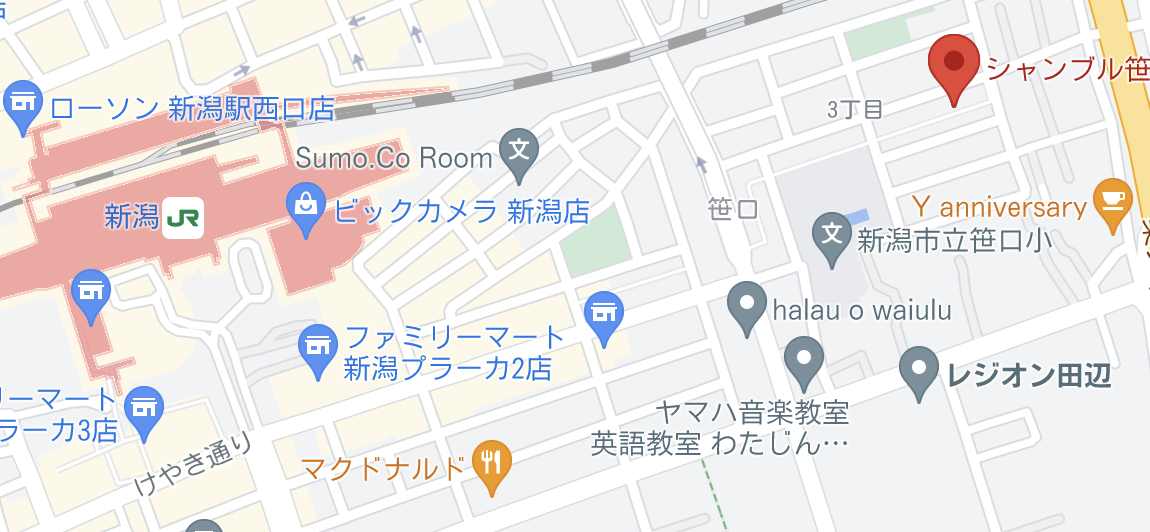 ローソン 新潟駅西口店
シャンブル笹
3丁目
Sumo.Co Room
文
新潟
JR
ビックカメラ 新潟店
笹口
Y anniversary
文
新潟市立笹口小
halau o waiulu
ファミリーマート
新潟プラーカ2店
レジオン田辺
リーマート
ラーカ3店
ヤマハ音楽教室
英語教室 わたじん…
けやき通り
マクドナルド